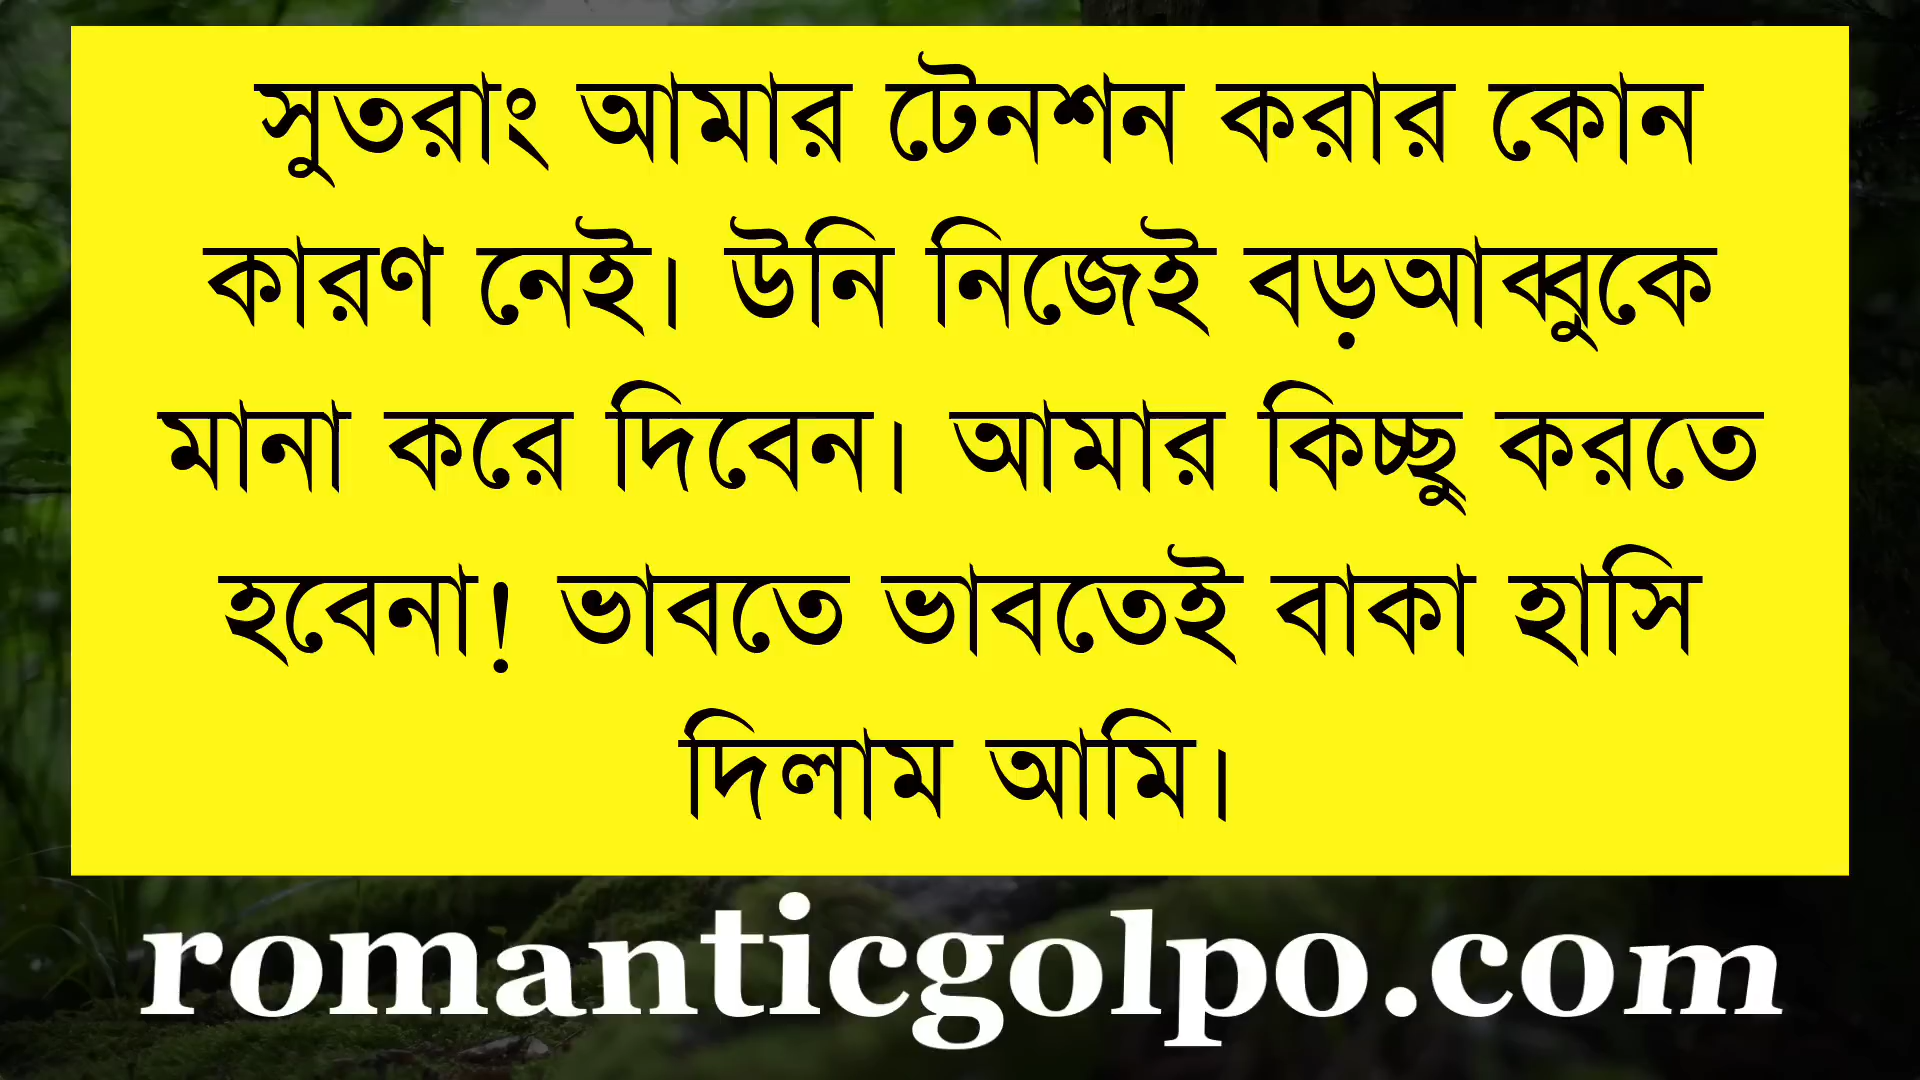 সুতরাং আমার টেনশন করার কোন
কারণ নেই। উনি নিজেই বড়আব্বুকে
মানা করে দিবেন। আমার কিচ্ছু করতে
হবেনা! ভাবতে ভাবতেই বাকা হাসি
দিলাম আমি।
romanticgolpo.com